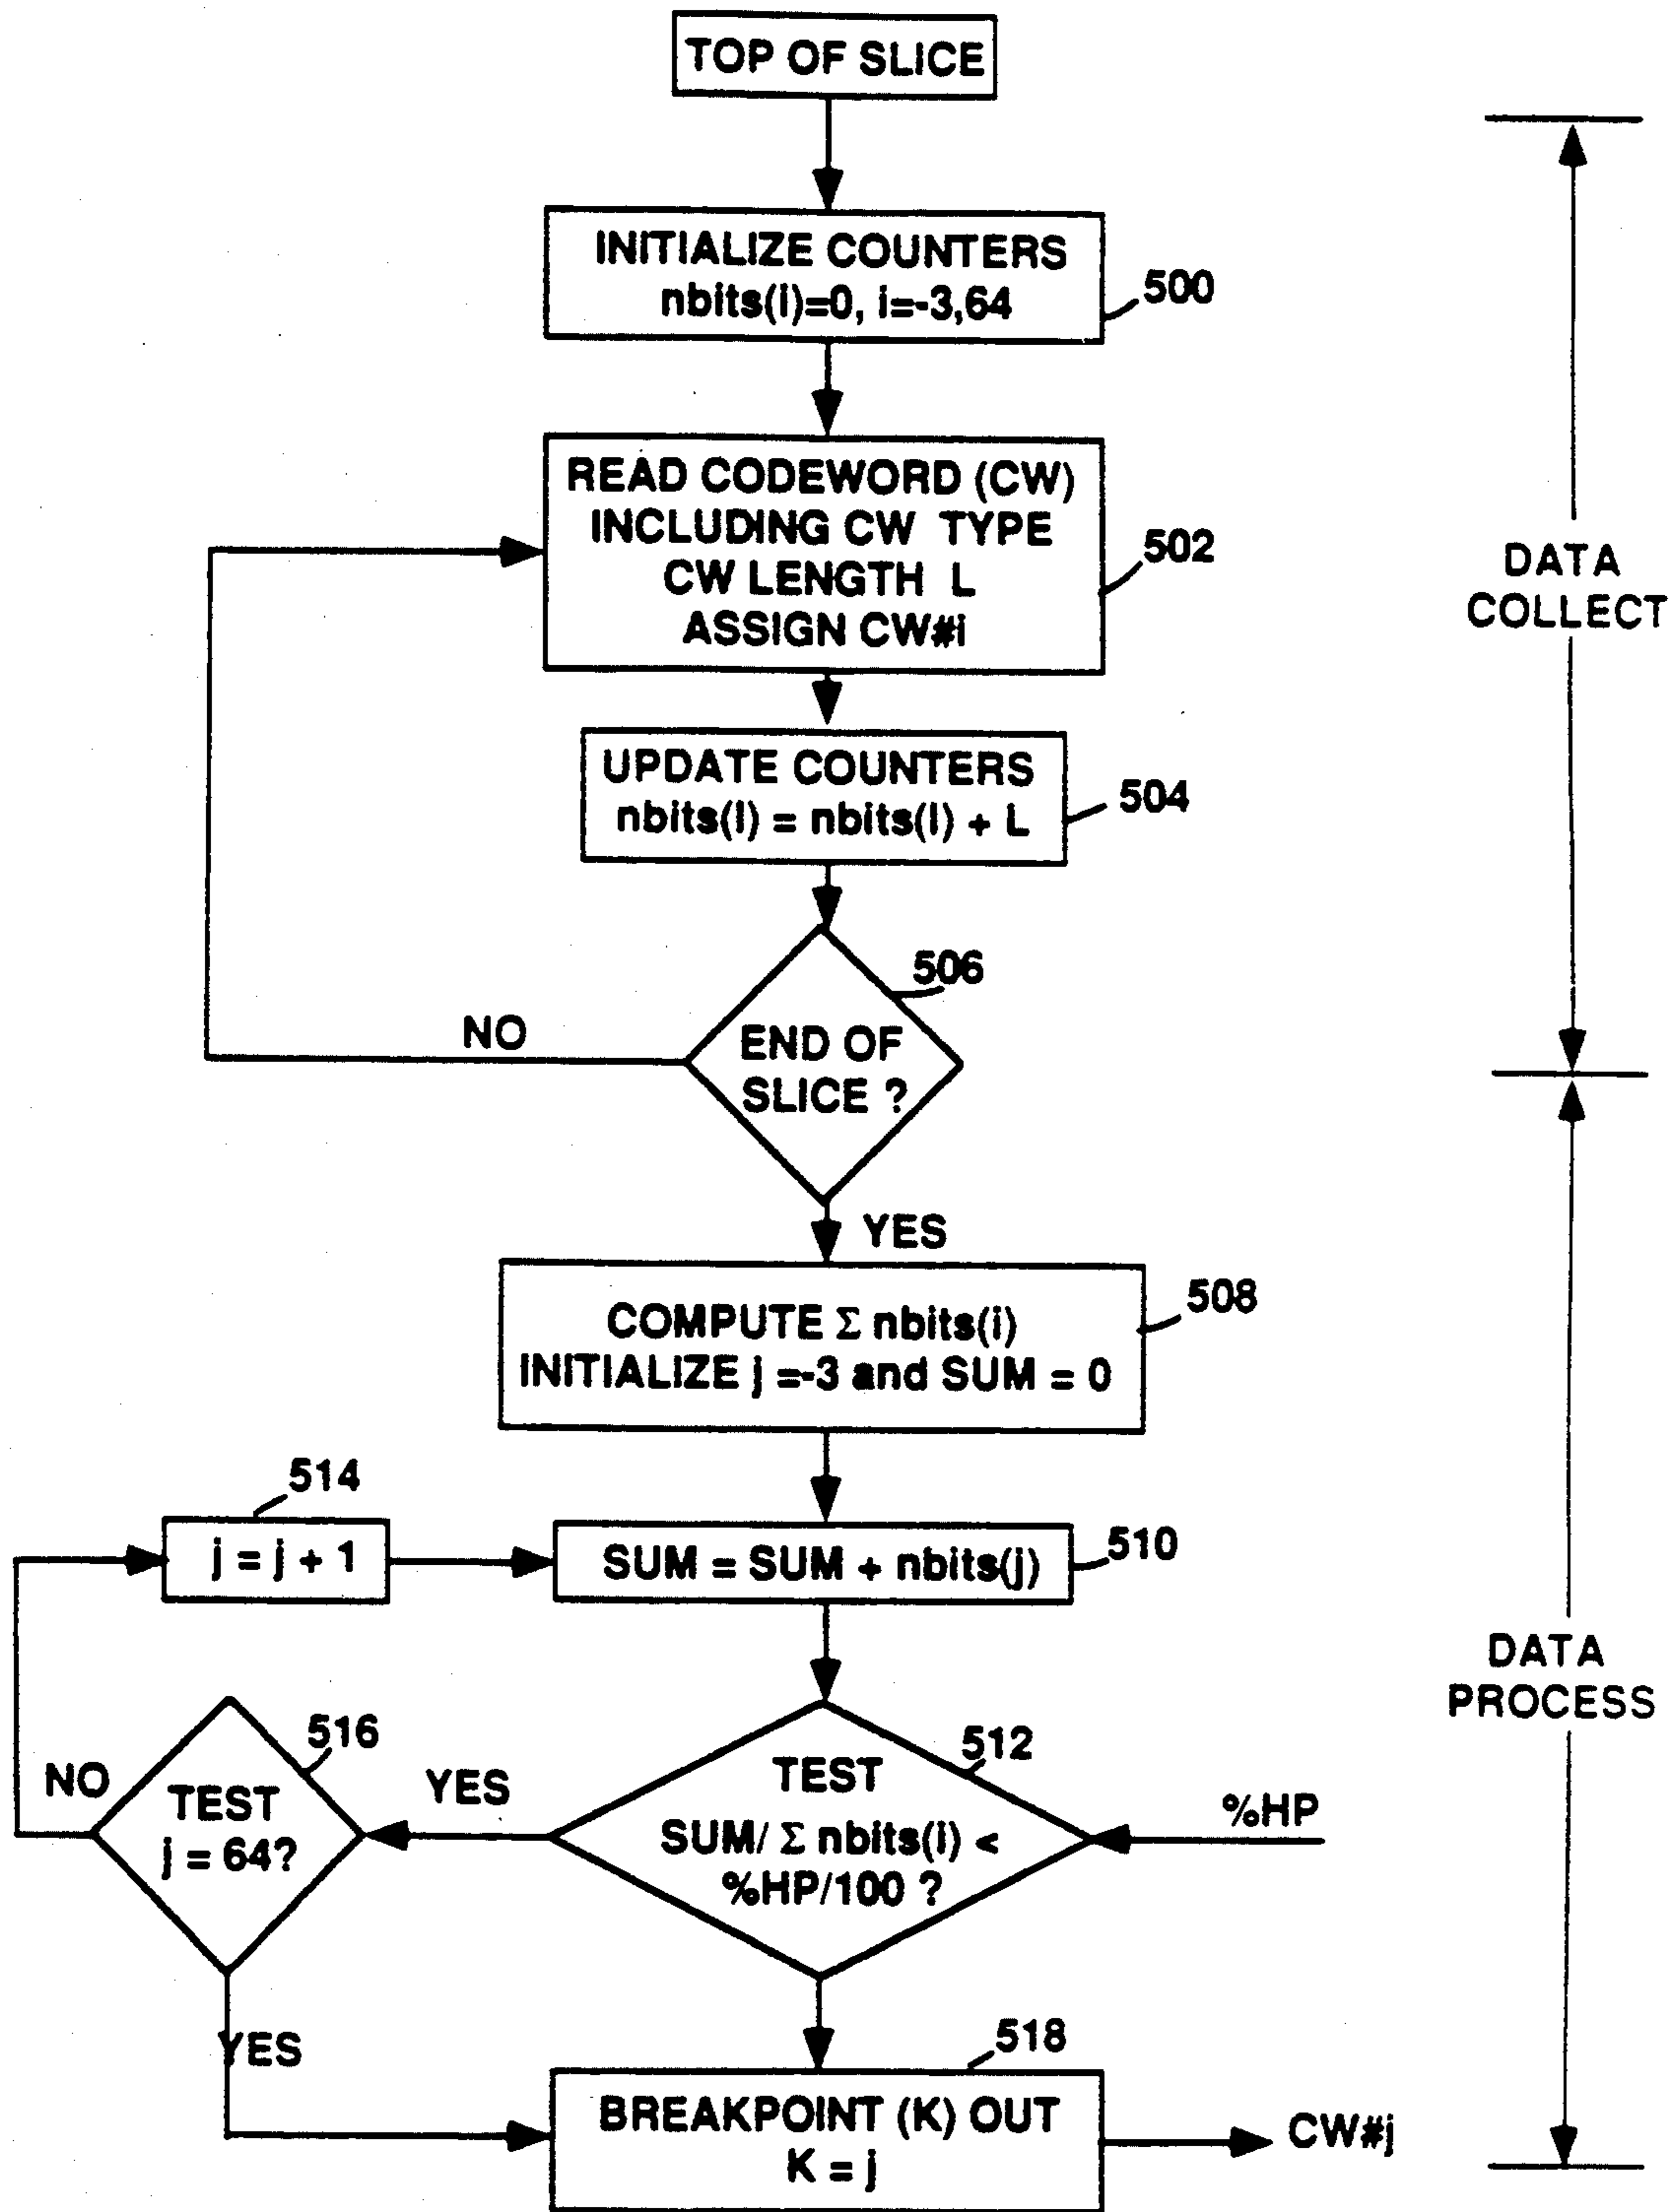 TOP OF SLICE
INITIALIZE COUNTERS
nbits(i)=0, i=-3,64
500
READ CODEWORD (CW)
INCLUDING CW TYPE
CW LENGTH L
ASSIGN CW#i
502
DATA
COLLECT
UPDATE COUNTERS
nbits(i) = nbits(i) + L
504
506
END OF
SLICE ?
NO
YES
COMPUTE Σ nbits(i)
INITIALIZE j =-3 and SUM = 0
508
514
j = j + 1
SUM = SUM + nbits(j)
510
DATA
PROCESS
516
TEST
j = 64?
NO
YES
512
TEST
SUM/ Σ nbits(i) <
%HP/100 ?
%HP
YES
518
BREAKPOINT (K) OUT
K = j
CW#j